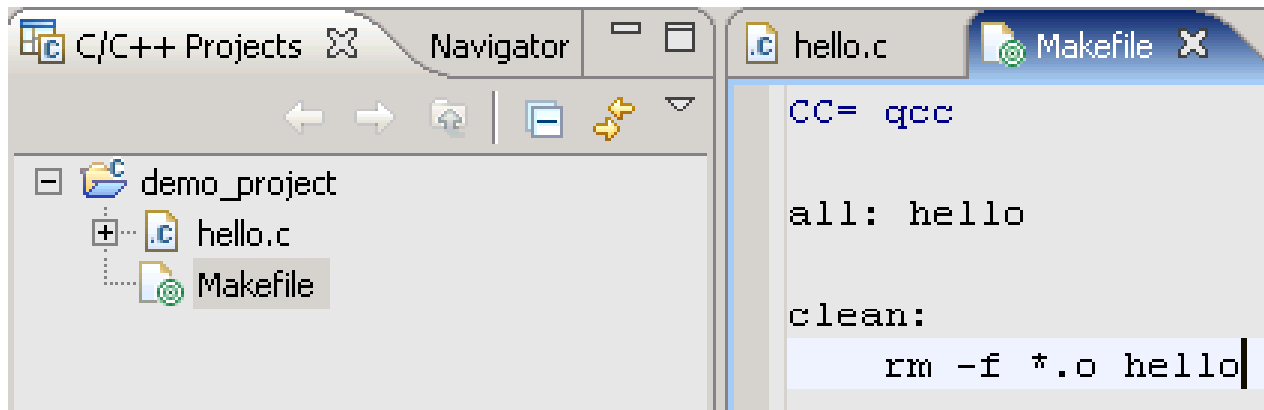 C/C++ Projects Navigator
demo_project
hello.c
Makefile
hello.c Makefile
CC= qcc
all: hello
clean:
rm -f *.o hello